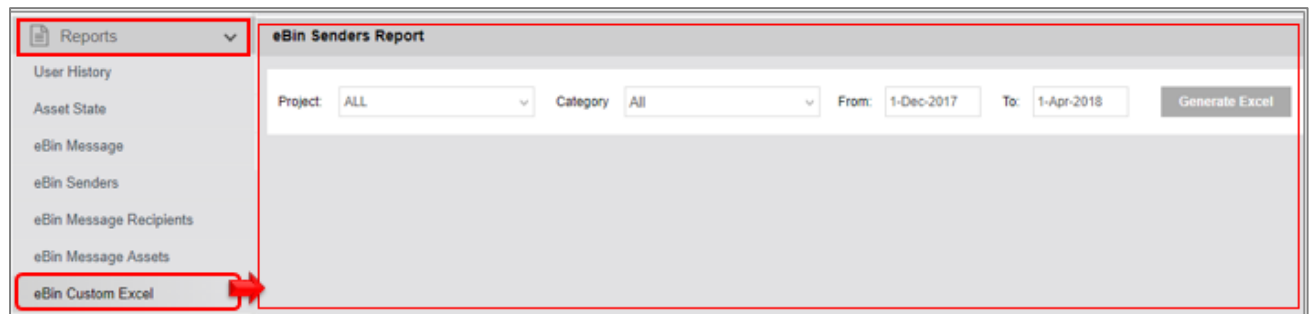 Reports
User History
Asset State
eBin Message
eBin Senders
eBin Message Recipients
eBin Message Assets
eBin Custom Excel
eBin Senders Report
Project: ALL Category All From: 1-Dec-2017 To: 1-Apr-2018 Generate Excel